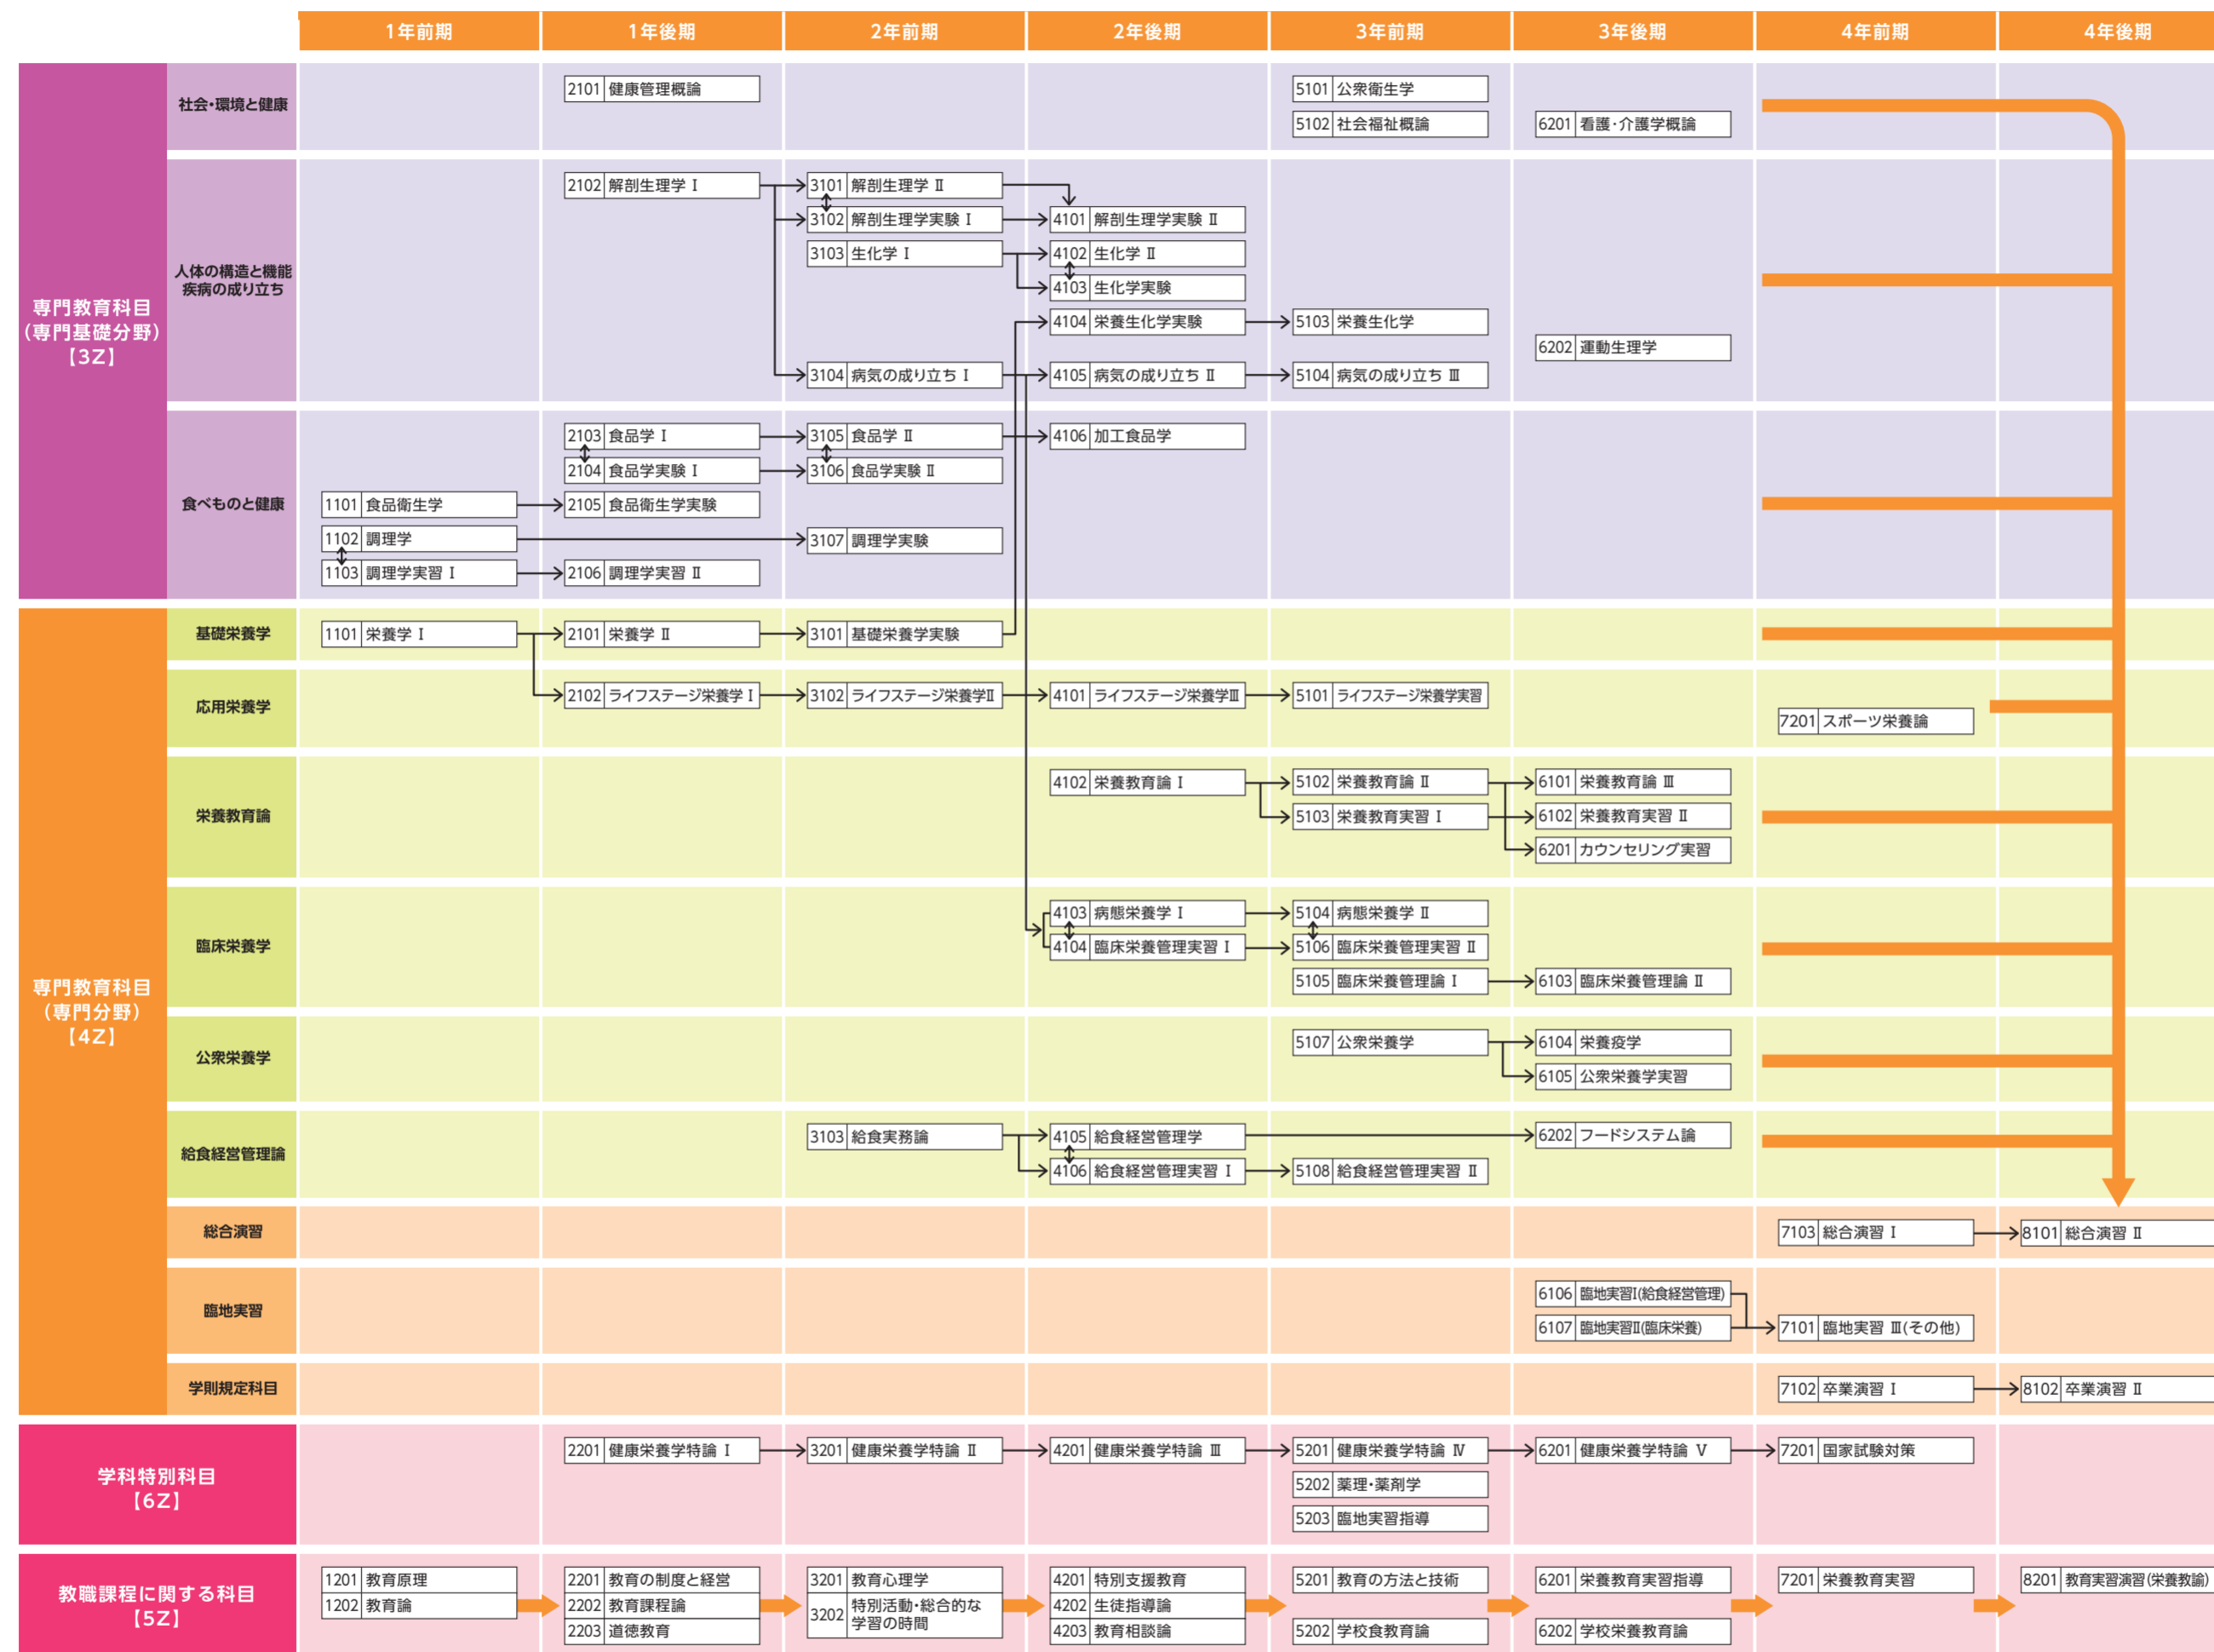 1年前期 1年後期 2年前期 2年後期 3年前期 3年後期 4年前期 4年後期
専門教育科目
(専門基礎分野)
【3Z】
社会・環境と健康
2101 健康管理概論
5101 公衆衛生学
5102 社会福祉概論
6201 看護・介護学概論
人体の構造と機能
疾病の成り立ち
2102 解剖生理学 Ⅰ
3101 解剖生理学 Ⅱ
3102 解剖生理学実験 Ⅰ
4101 解剖生理学実験 Ⅱ
3103 生化学 Ⅰ
4102 生化学 Ⅱ
4103 生化学実験
4104 栄養生化学実験
5103 栄養生化学
6202 運動生理学
3104 病気の成り立ち Ⅰ
4105 病気の成り立ち Ⅱ
5104 病気の成り立ち Ⅲ
食べものと健康
2103 食品学 Ⅰ
3105 食品学 Ⅱ
4106 加工食品学
2104 食品学実験 Ⅰ
3106 食品学実験 Ⅱ
1101 食品衛生学
2105 食品衛生学実験
1102 調理学
3107 調理学実験
1103 調理学実習 Ⅰ
2106 調理学実習 Ⅱ
専門教育科目
(専門分野)
【4Z】
基礎栄養学
1101 栄養学 Ⅰ
2101 栄養学 Ⅱ
3101 基礎栄養学実験
応用栄養学
2102 ライフステージ栄養学 Ⅰ
3102 ライフステージ栄養学Ⅱ
4101 ライフステージ栄養学Ⅲ
5101 ライフステージ栄養学実習
7201 スポーツ栄養論
栄養教育論
4102 栄養教育論 Ⅰ
5102 栄養教育論 Ⅱ
6101 栄養教育論 Ⅲ
5103 栄養教育実習 Ⅰ
6102 栄養教育実習 Ⅱ
6201 カウンセリング実習
臨床栄養学
4103 病態栄養学 Ⅰ
5104 病態栄養学 Ⅱ
4104 臨床栄養管理実習 Ⅰ
5106 臨床栄養管理実習 Ⅱ
5105 臨床栄養管理論 Ⅰ
6103 臨床栄養管理論 Ⅱ
公衆栄養学
5107 公衆栄養学
6104 栄養疫学
6105 公衆栄養学実習
給食経営管理論
3103 給食実務論
4105 給食経営管理学
6202 フードシステム論
4106 給食経営管理実習 Ⅰ
5108 給食経営管理実習 Ⅱ
総合演習
7103 総合演習 Ⅰ
8101 総合演習 Ⅱ
臨地実習
6106 臨地実習Ⅰ(給食経営管理)
6107 臨地実習Ⅱ(臨床栄養)
7101 臨地実習 Ⅲ(その他)
学則規定科目
7102 卒業演習 Ⅰ
8102 卒業演習 Ⅱ
学科特別科目
【6Z】
2201 健康栄養学特論 Ⅰ
3201 健康栄養学特論 Ⅱ
4201 健康栄養学特論 Ⅲ
5201 健康栄養学特論 Ⅳ
6201 健康栄養学特論 Ⅴ
7201 国家試験対策
5202 薬理・薬剤学
5203 臨地実習指導
教職課程に関する科目
【5Z】
1201 教育原理
1202 教育論
2201 教育の制度と経営
2202 教育課程論
2203 道徳教育
3201 教育心理学
3202 特別活動・総合的な
学習の時間
4201 特別支援教育
4202 生徒指導論
4203 教育相談論
5201 教育の方法と技術
5202 学校食教育論
6201 栄養教育実習指導
6202 学校栄養教育論
7201 栄養教育実習
8201 教育実習演習(栄養教諭)